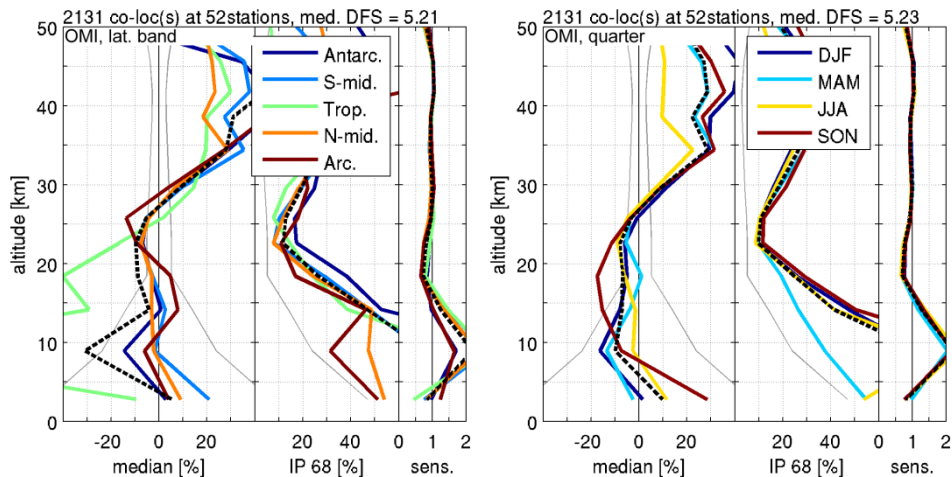 2131 co-loc(s) at 52stations, med. DFS = 5.21
OMI, lat. band
Antarc.
S-mid.
Trop.
N-mid.
Arc.
altitude [km]
50
40
30
20
10
0
-20 0 20
20 40
0 1 2
median [%]
IP 68 [%]
sens.
2131 co-loc(s) at 52stations, med. DFS = 5.23
OMI, quarter
DJF
MAM
JJA
SON
altitude [km]
50
40
30
20
10
0
-20 0 20
20 40
0 1 2
median [%]
IP 68 [%]
sens.